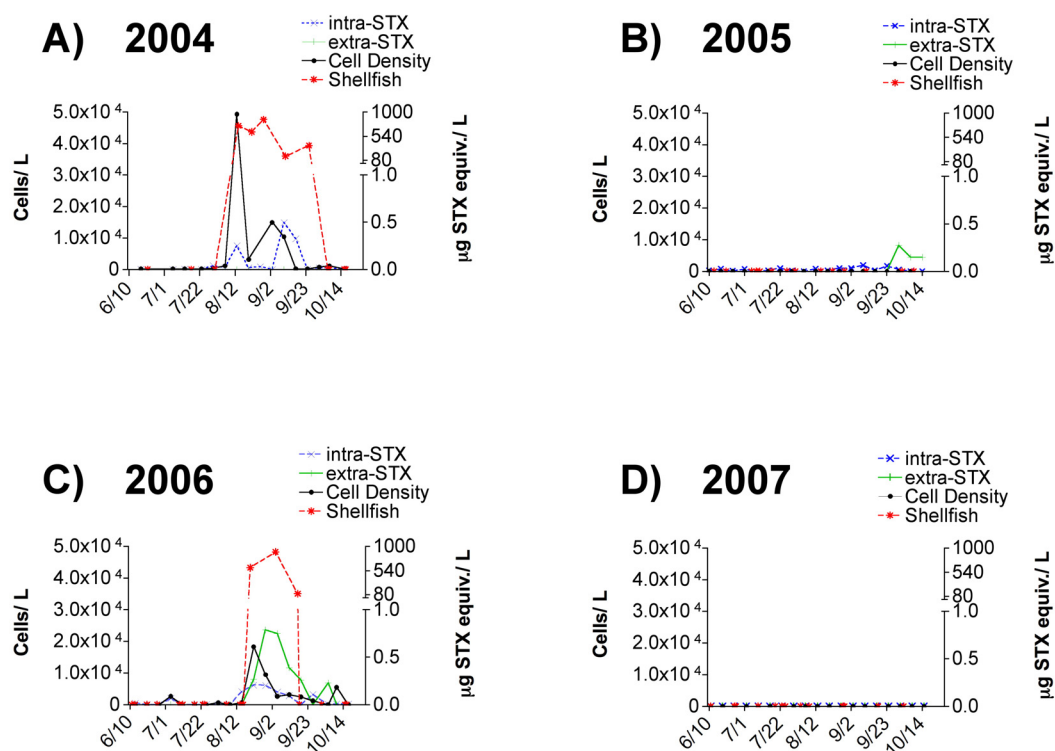 A) 2004
intra-STX
extra-STX
Cell Density
Shellfish
5.0x10 4
4.0x10 4
3.0x10 4
2.0x10 4
1.0x10 4
0
Cells/ L
1000
540
80
1.0
0.5
0.0
µg STX equiv./ L
6/10 7/1 7/22 8/12 9/2 9/23 10/14
B) 2005
intra-STX
extra-STX
Cell Density
Shellfish
5.0x10 4
4.0x10 4
3.0x10 4
2.0x10 4
1.0x10 4
0
Cells/ L
1000
540
80
1.0
0.5
0.0
µg STX equiv./ L
6/10 7/1 7/22 8/12 9/2 9/23 10/14
C) 2006
intra-STX
extra-STX
Cell Density
Shellfish
5.0x10 4
4.0x10 4
3.0x10 4
2.0x10 4
1.0x10 4
0
Cells/ L
1000
540
80
1.0
0.5
0.0
µg STX equiv./ L
6/10 7/1 7/22 8/12 9/2 9/23 10/14
D) 2007
intra-STX
extra-STX
Cell Density
Shellfish
5.0x10 4
4.0x10 4
3.0x10 4
2.0x10 4
1.0x10 4
0
Cells/ L
1000
540
80
1.0
0.5
0.0
µg STX equiv./ L
6/10 7/1 7/22 8/12 9/2 9/23 10/14